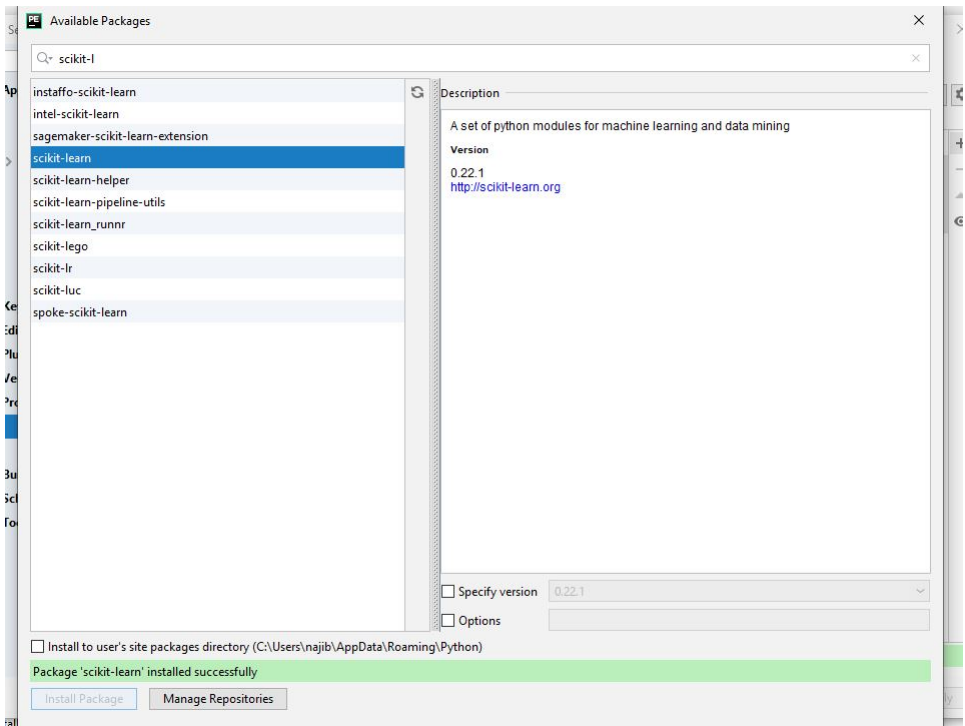 PE Available Packages
scikit-l
instaffo-scikit-learn
intel-scikit-learn
sagemaker-scikit-learn-extension
scikit-learn
scikit-learn-helper
scikit-learn-pipeline-utils
scikit-learn_runnr
scikit-lego
scikit-lr
scikit-luc
spoke-scikit-learn
Description
A set of python modules for machine learning and data mining
Version
0.22.1
http://scikit-learn.org
Specify version 0.22.1
Options
Install to user's site packages directory (C:\Users\najib\AppData\Roaming\Python)
Package 'scikit-learn' installed successfully
Install Package Manage Repositories